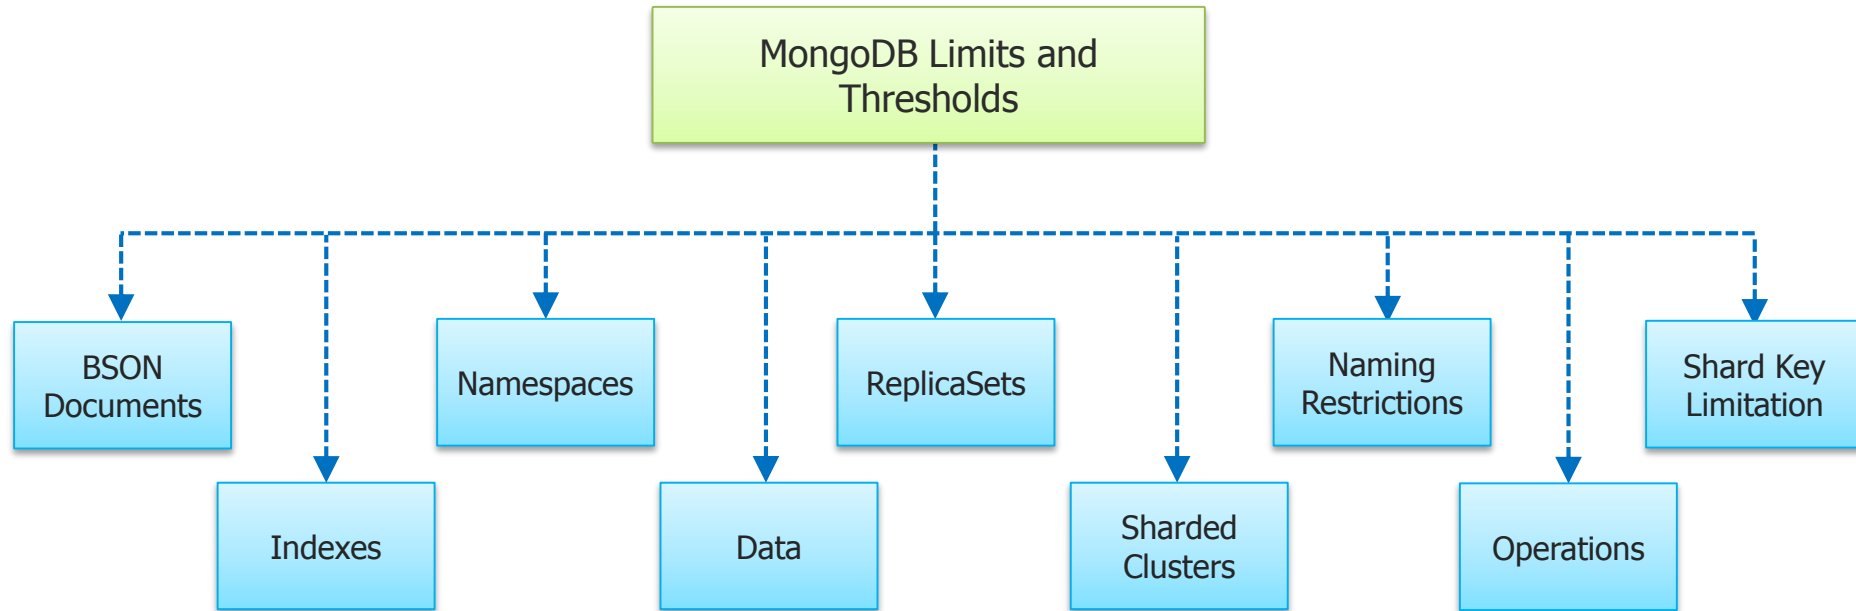 MongoDB Limits and
Thresholds
BSON
Documents
Namespaces
ReplicaSets
Naming
Restrictions
Shard Key
Limitation
Indexes
Data
Sharded
Clusters
Operations